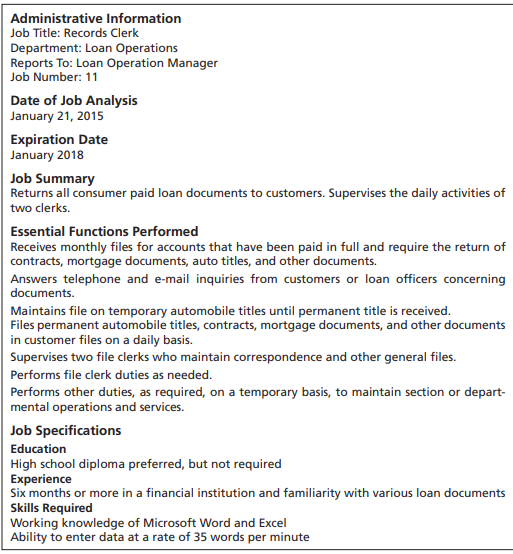 Administrative Information
Job Title: Records Clerk
Department: Loan Operations
Reports To: Loan Operation Manager
Job Number: 11
Date of Job Analysis
January 21, 2015
Expiration Date
January 2018
Job Summary
Returns all consumer paid loan documents to customers. Supervises the daily activities of
two clerks.
Essential Functions Performed
Receives monthly files for accounts that have been paid in full and require the return of
contracts, mortgage documents, auto titles, and other documents.
Answers telephone and e-mail inquiries from customers or loan officers concerning
documents.
Maintains file on temporary automobile titles until permanent title is received.
Files permanent automobile titles, contracts, mortgage documents, and other documents
in customer files on a daily basis.
Supervises two file clerks who maintain correspondence and other general files.
Performs file clerk duties as needed.
Performs other duties, as required, on a temporary basis, to maintain section or depart-
mental operations and services.
Job Specifications
Education
High school diploma preferred, but not required
Experience
Six months or more in a financial institution and familiarity with various loan documents
Skills Required
Working knowledge of Microsoft Word and Excel
Ability to enter data at a rate of 35 words per minute